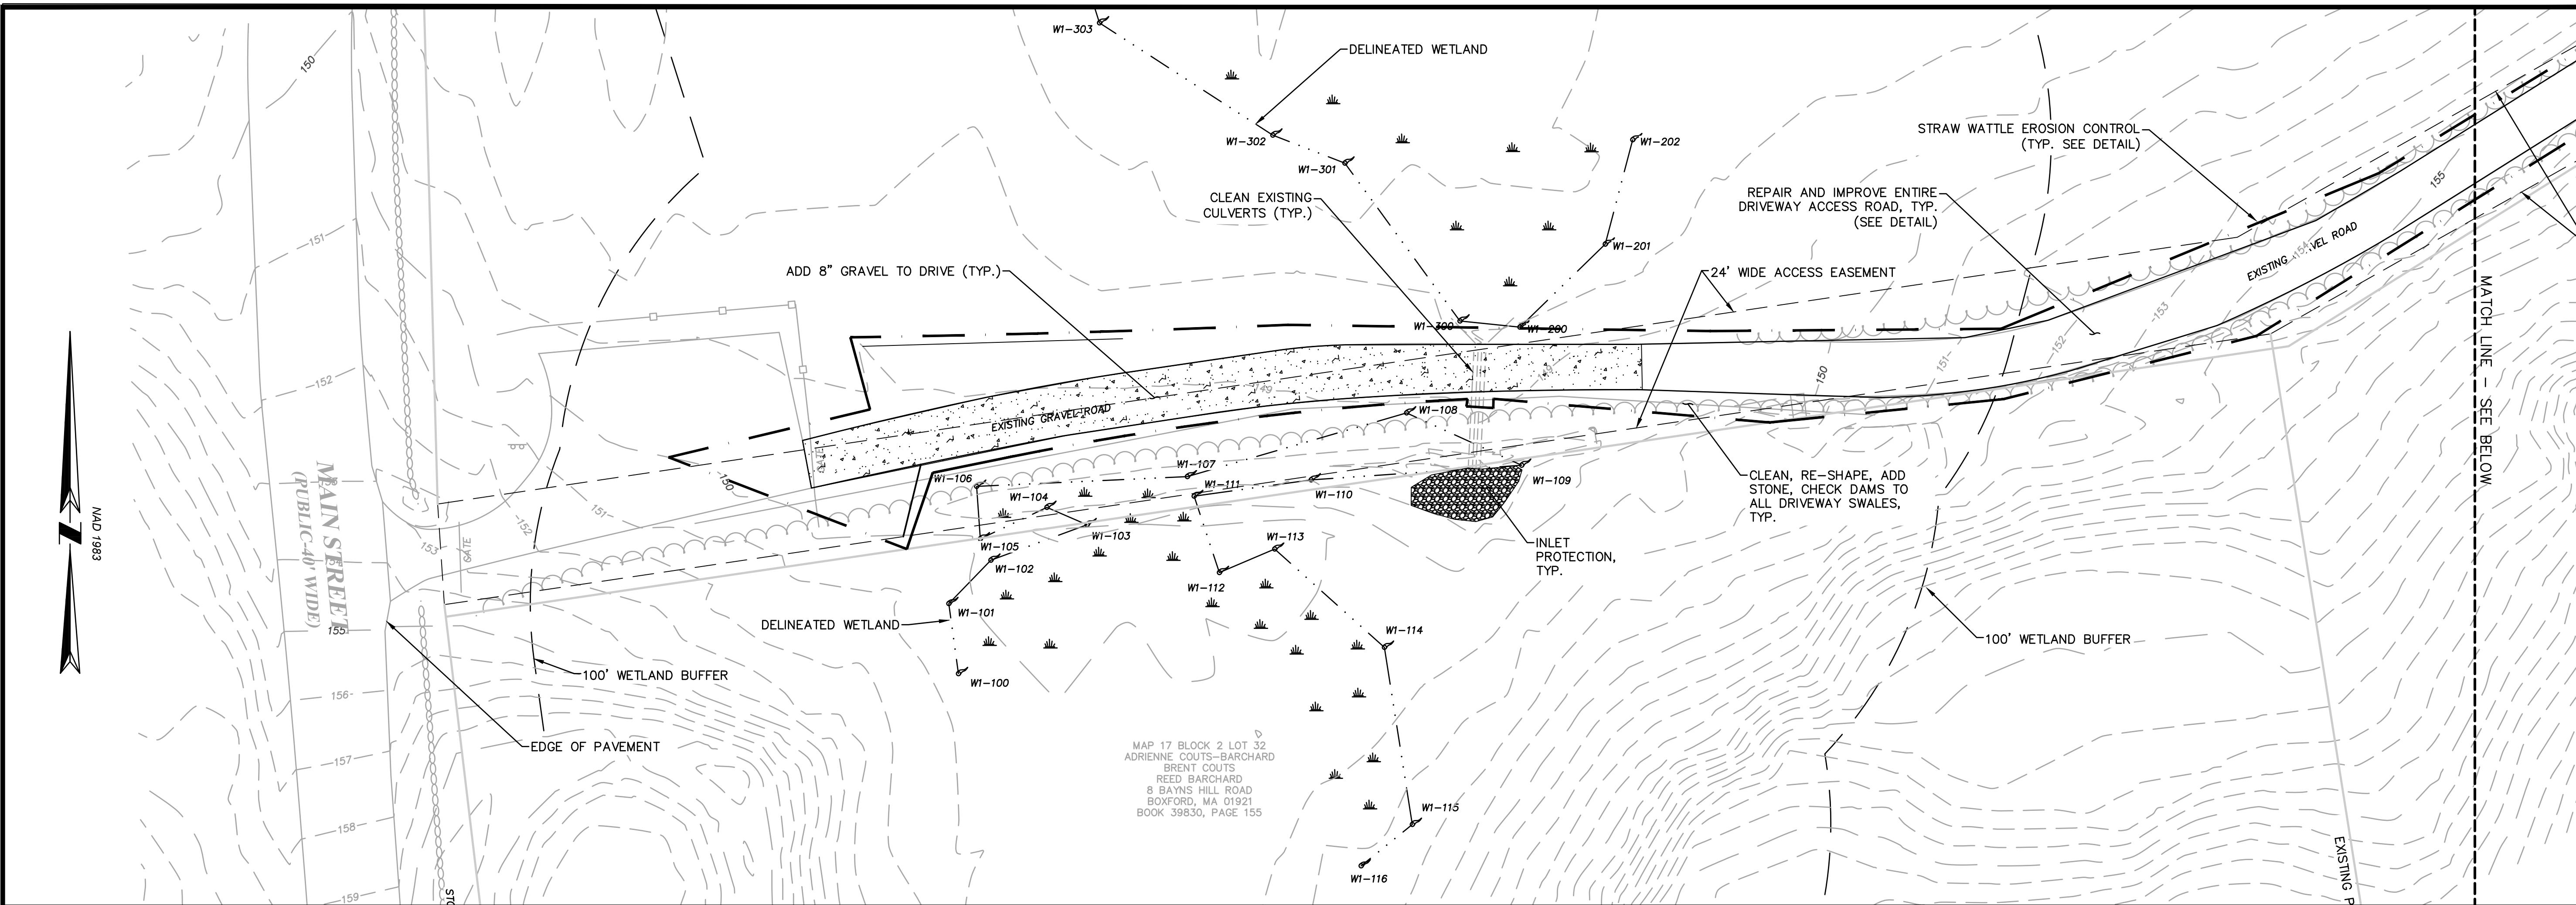 W1-303
DELINEATED WETLAND
150
W1-302
W1-301
W1-202
STRAW WATTLE EROSION CONTROL
(TYP. SEE DETAIL)
CLEAN EXISTING
CULVERTS (TYP.)
REPAIR AND IMPROVE ENTIRE
DRIVEWAY ACCESS ROAD, TYP.
(SEE DETAIL)
155
151
W1-201
ADD 8" GRAVEL TO DRIVE (TYP.)
24' WIDE ACCESS EASEMENT
154
EXISTING
VEL ROAD
MATCH LINE - SEE BELOW
153
W1-300
W1-200
152
152
151
150
149
149
EXISTING GRAVEL ROAD
W1-108
GATE
W1-107
W1-106
W1-111
W1-110
W1-109
150
W1-104
CLEAN, RE-SHAPE, ADD
STONE, CHECK DAMS TO
ALL DRIVEWAY SWALES,
TYP.
NAD 1983
MAIN STREET
(PUBLIC-40' WIDE)
151
152
153
GATE
W1-103
W1-105
W1-102
W1-113
W1-112
INLET
PROTECTION,
TYP.
W1-101
DELINEATED WETLAND
155
W1-114
100' WETLAND BUFFER
100' WETLAND BUFFER
W1-100
156
EDGE OF PAVEMENT
157
MAP 17 BLOCK 2 LOT 32
ADRIENNE COUTS-BARCHARD
BRENT COUTS
REED BARCHARD
8 BAYNS HILL ROAD
BOXFORD, MA 01921
BOOK 39830, PAGE 155
W1-115
158
W1-116
EXISTING P
159
STO